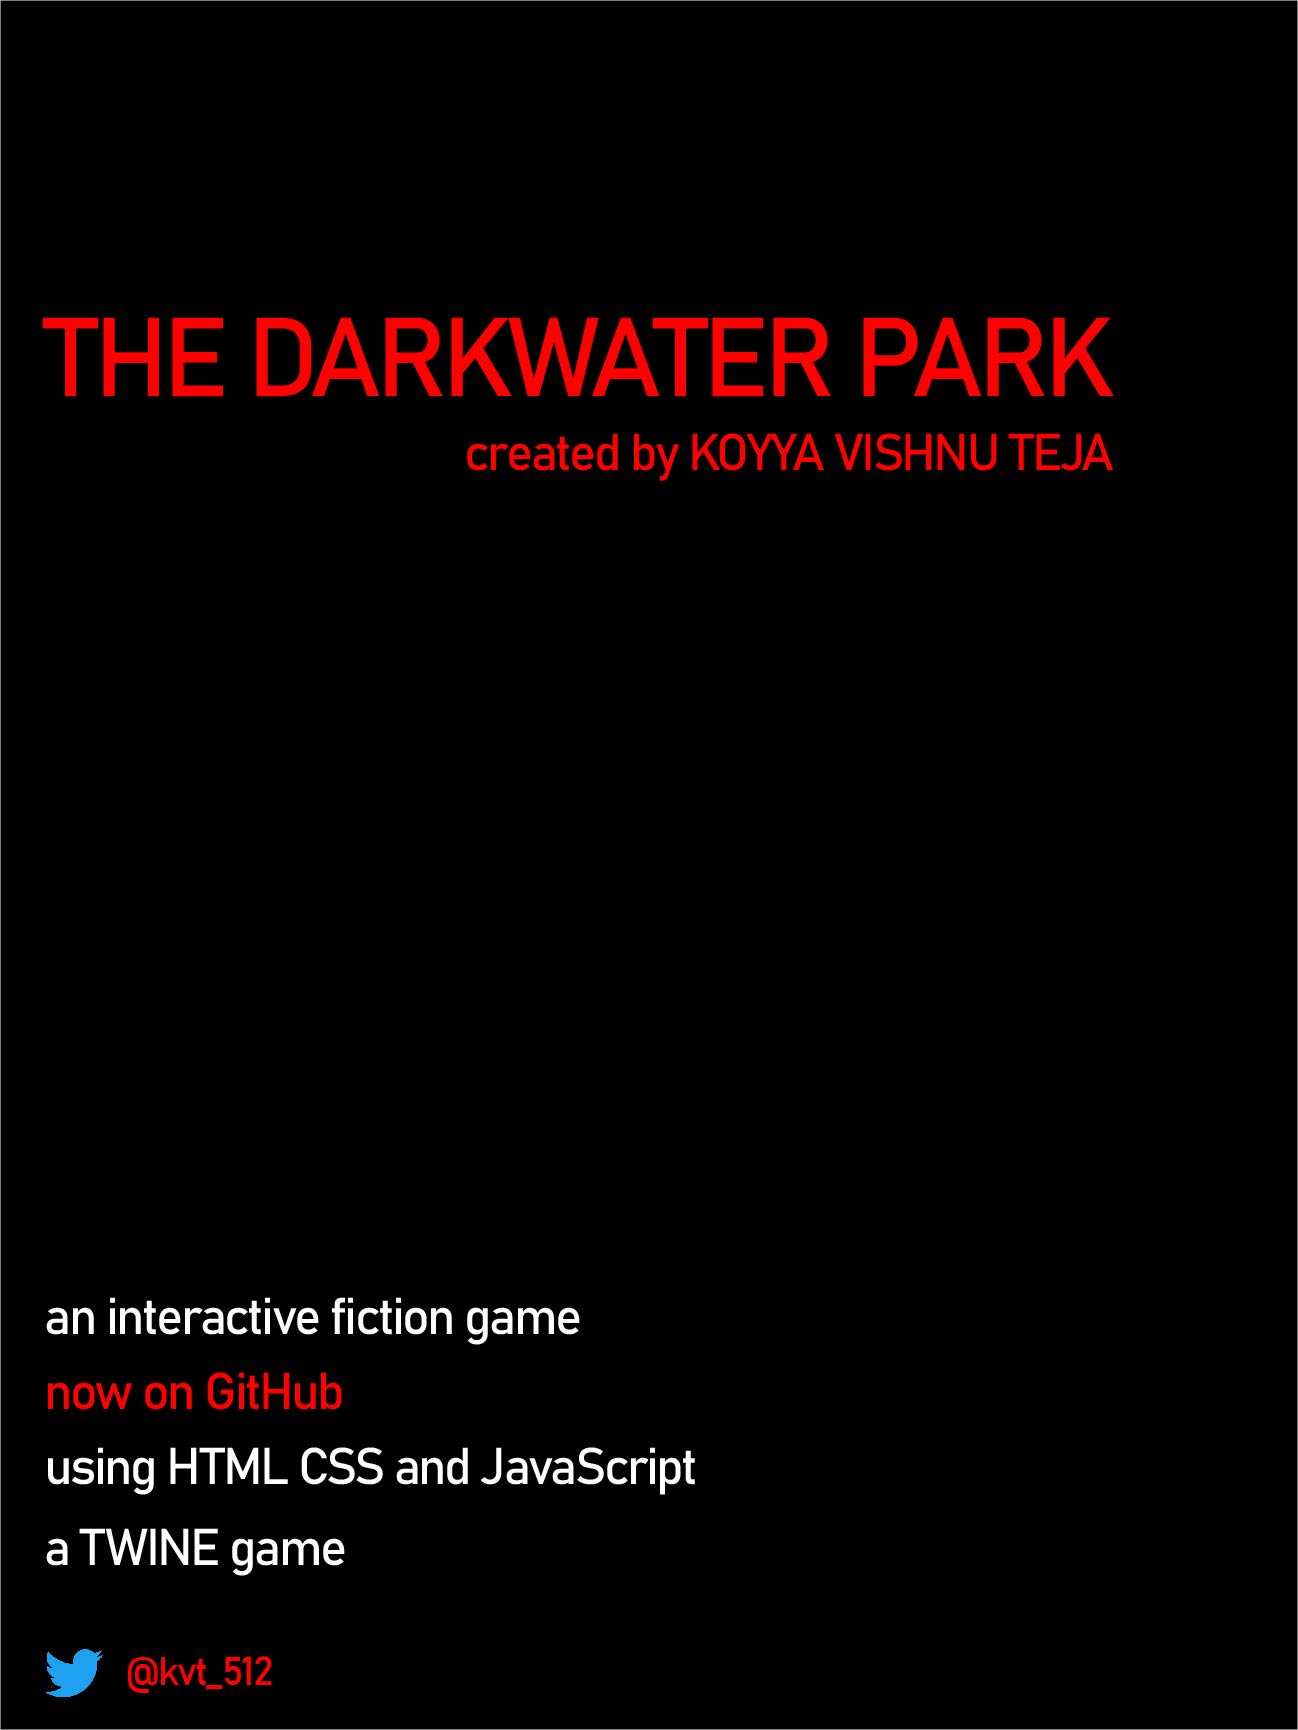 THE DARKWATER PARK
created by KOYYA VISHNU TEJA
an interactive fiction game
now on GitHub
using HTML CSS and JavaScript
a TWINE game
@kvt_512